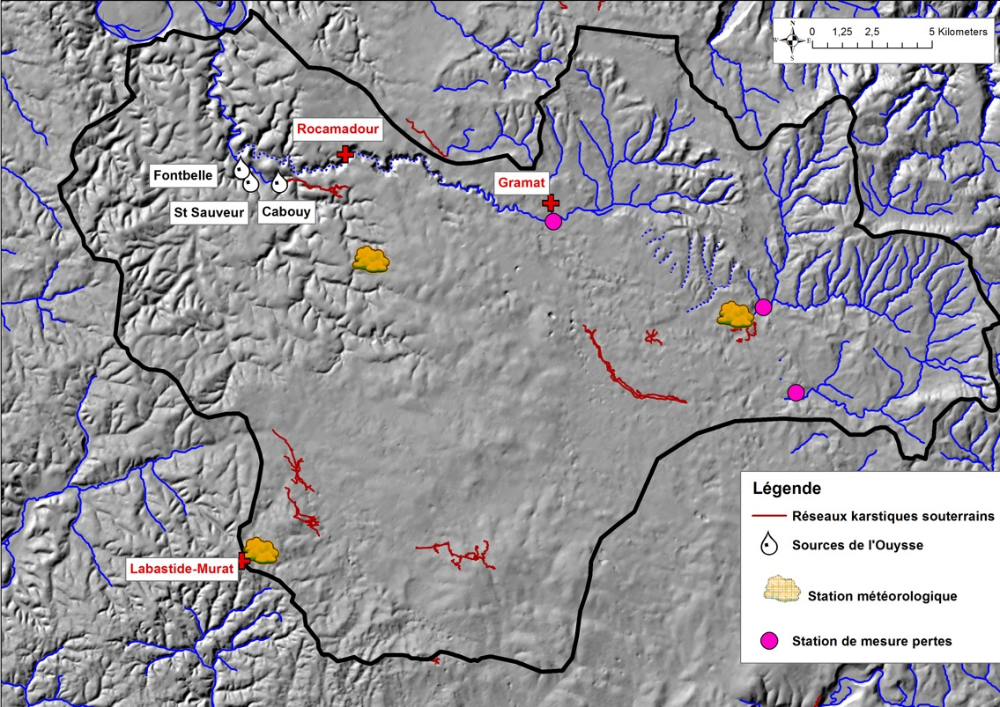 N
W E
S
0 1,25 2,5 5 Kilometers
Rocamadour
Fontbelle
Gramat
St Sauveur
Cabouy
Labastide-Murat
Légende
Réseaux karstiques souterrains
Sources de l'Ouysse
Station météorologique
Station de mesure pertes